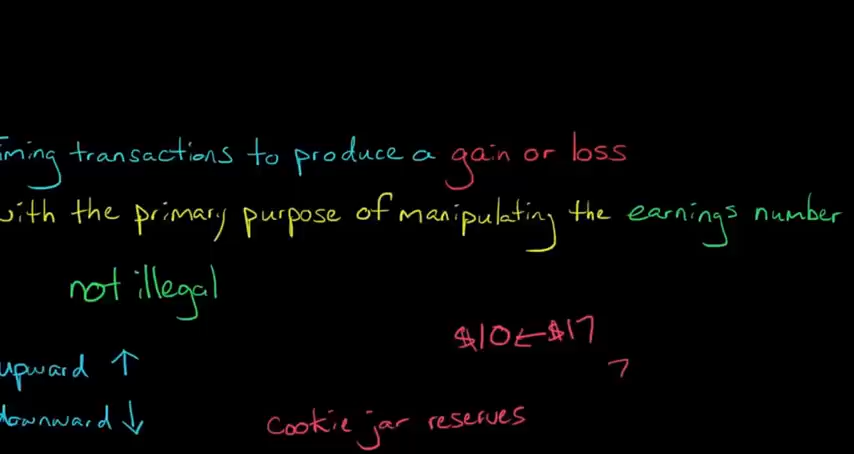 iming transactions to produce a gain or loss
with the primary purpose of manipulating the earnings number
not illegal
$10 ← $17
7
upward ↑
downward ↓
cookie jar reserves